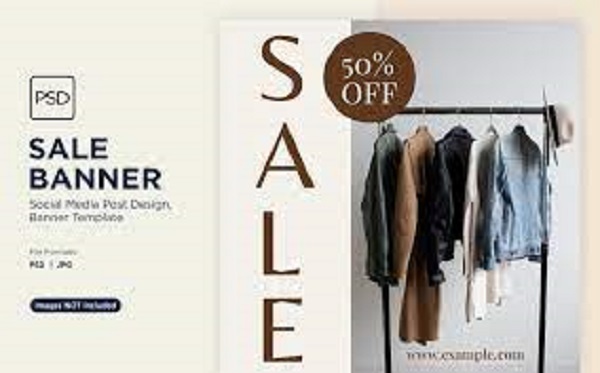 PSD
SALE
BANNER
Social Media Post Design,
Banner Template
File Formats:
PSD | JPG
Images NOT Included
S
A
L
E
50%
OFF
www.example.com